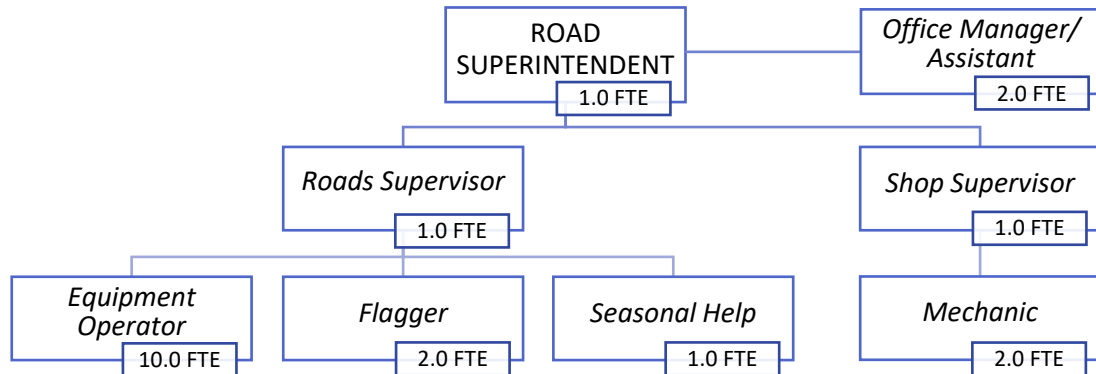 ROAD
SUPERINTENDENT
1.0 FTE
Office Manager/
Assistant
2.0 FTE
Roads Supervisor
1.0 FTE
Shop Supervisor
1.0 FTE
Equipment
Operator
10.0 FTE
Flagger
2.0 FTE
Seasonal Help
1.0 FTE
Mechanic
2.0 FTE